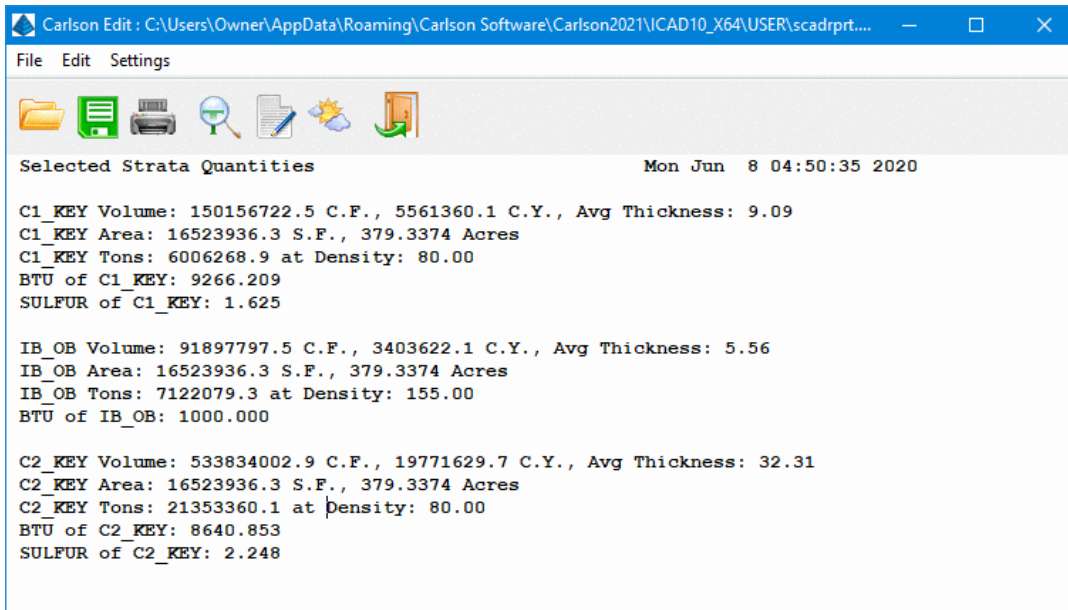 Carlson Edit : C:\Users\Owner\AppData\Roaming\Carlson Software\Carlson2021\ICAD10_X64\USER\scadrprt....
File Edit Settings
Selected Strata Quantities Mon Jun 8 04:50:35 2020
C1_KEY Volume: 150156722.5 C.F., 5561360.1 C.Y., Avg Thickness: 9.09
C1_KEY Area: 16523936.3 S.F., 379.3374 Acres
C1_KEY Tons: 6006268.9 at Density: 80.00
BTU of C1_KEY: 9266.209
SULFUR of C1_KEY: 1.625
IB_OB Volume: 91897797.5 C.F., 3403622.1 C.Y., Avg Thickness: 5.56
IB_OB Area: 16523936.3 S.F., 379.3374 Acres
IB_OB Tons: 7122079.3 at Density: 155.00
BTU of IB_OB: 1000.000
C2_KEY Volume: 533834002.9 C.F., 19771629.7 C.Y., Avg Thickness: 32.31
C2_KEY Area: 16523936.3 S.F., 379.3374 Acres
C2_KEY Tons: 21353360.1 at Density: 80.00
BTU of C2_KEY: 8640.853
SULFUR of C2_KEY: 2.248